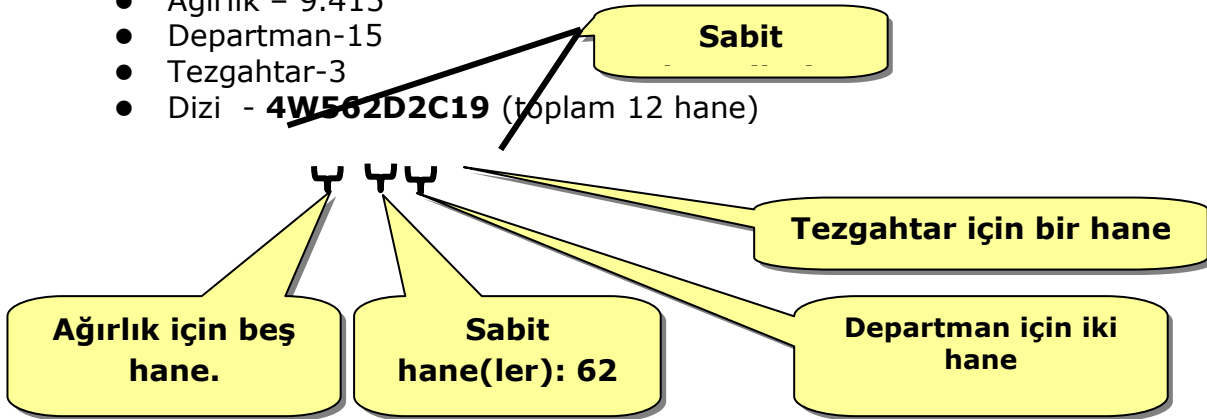 ● Ağırlık – 9.415
● Departman-15
● Tezgahtar-3
● Dizi - 4W562D2C19 (toplam 12 hane)
Sabit
Tezgahtar için bir hane
Ağırlık için beş
hane.
Sabit
hane(ler): 62
Departman için iki
hane